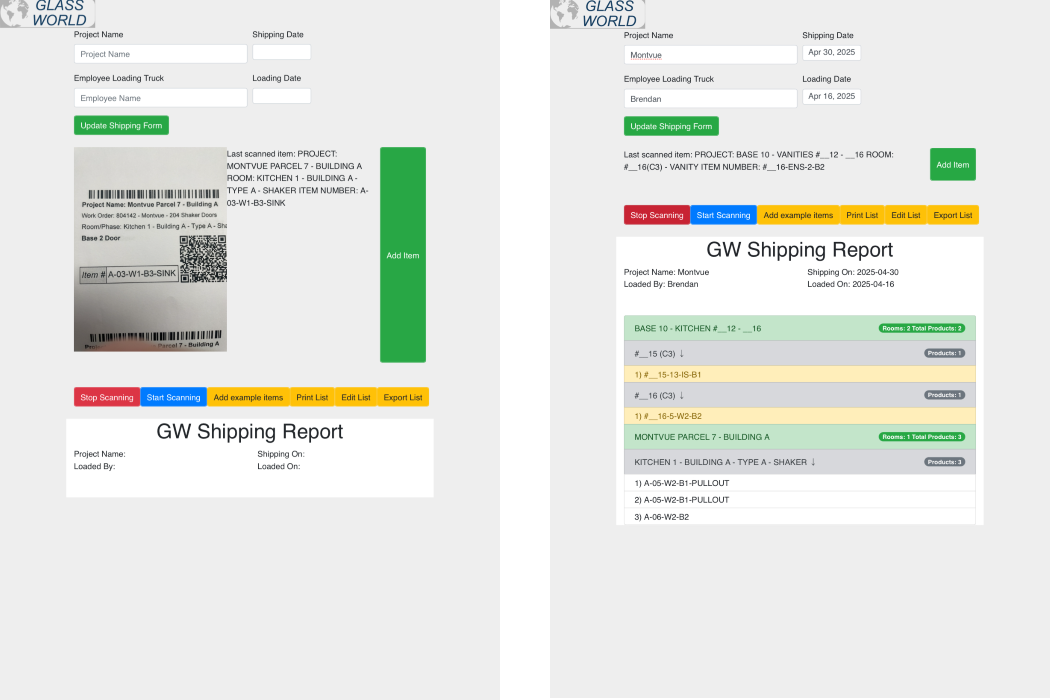 GLASS
WORLD
Project Name
Shipping Date
Project Name
Employee Loading Truck
Loading Date
Employee Name
Update Shipping Form
Project Name: Montvue Parcel 7 - Building A
Work Order: 804142 - Montvue - 204 Shaker Doors
Room/Phase: Kitchen 1 - Building A - Type A - Sha
Base 2 Door
Item # A-03-W1-B3-SINK
Parcel 7 - Building A
Last scanned item: PROJECT:
MONTVUE PARCEL 7 - BUILDING A
ROOM: KITCHEN 1 - BUILDING A -
TYPE A - SHAKER ITEM NUMBER: A-
03-W1-B3-SINK
Add Item
Stop Scanning
Start Scanning
Add example items
Print List
Edit List
Export List
GW Shipping Report
Project Name:
Shipping On:
Loaded By:
Loaded On:
GLASS
WORLD
Project Name
Shipping Date
Montvue
Apr 30, 2025
Employee Loading Truck
Loading Date
Brendan
Apr 16, 2025
Update Shipping Form
Last scanned item: PROJECT: BASE 10 - VANITIES #__12 - __16 ROOM:
#__16(C3) - VANITY ITEM NUMBER: #__16-ENS-2-B2
Add Item
Stop Scanning
Start Scanning
Add example items
Print List
Edit List
Export List
GW Shipping Report
Project Name: Montvue
Shipping On: 2025-04-30
Loaded By: Brendan
Loaded On: 2025-04-16
BASE 10 - KITCHEN #__12 - __16
Rooms: 2 Total Products: 2
#__15 (C3) ↓
Products: 1
1) #__15-13-IS-B1
#__16 (C3) ↓
Products: 1
1) #__16-5-W2-B2
MONTVUE PARCEL 7 - BUILDING A
Rooms: 1 Total Products: 3
KITCHEN 1 - BUILDING A - TYPE A - SHAKER ↓
Products: 3
1) A-05-W2-B1-PULLOUT
2) A-05-W2-B1-PULLOUT
3) A-06-W2-B2